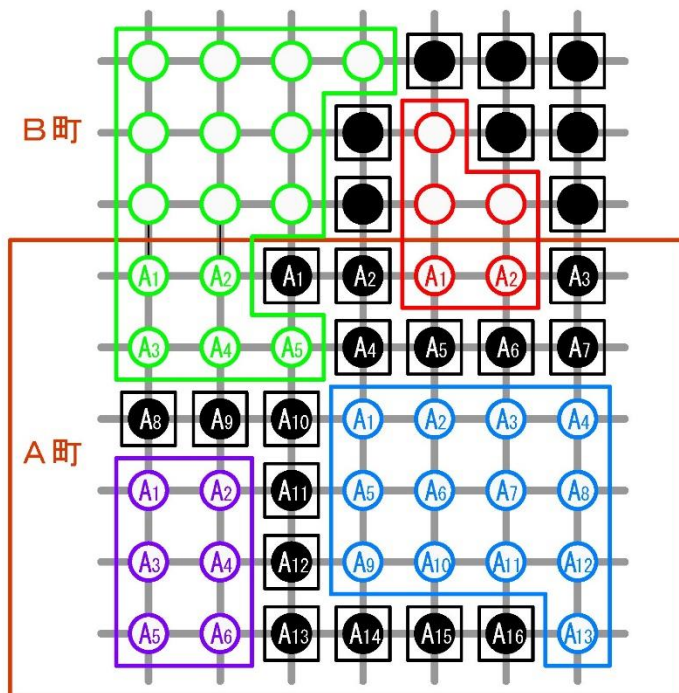 B町
A1 A2 A1 A2 A1 A2 A3
A3 A4 A5 A4 A5 A6 A7
A8 A9 A10 A1 A2 A3 A4
A町
A1 A2 A11 A5 A6 A7 A8
A3 A4 A12 A9 A10 A11 A12
A5 A6 A13 A14 A15 A16 A13